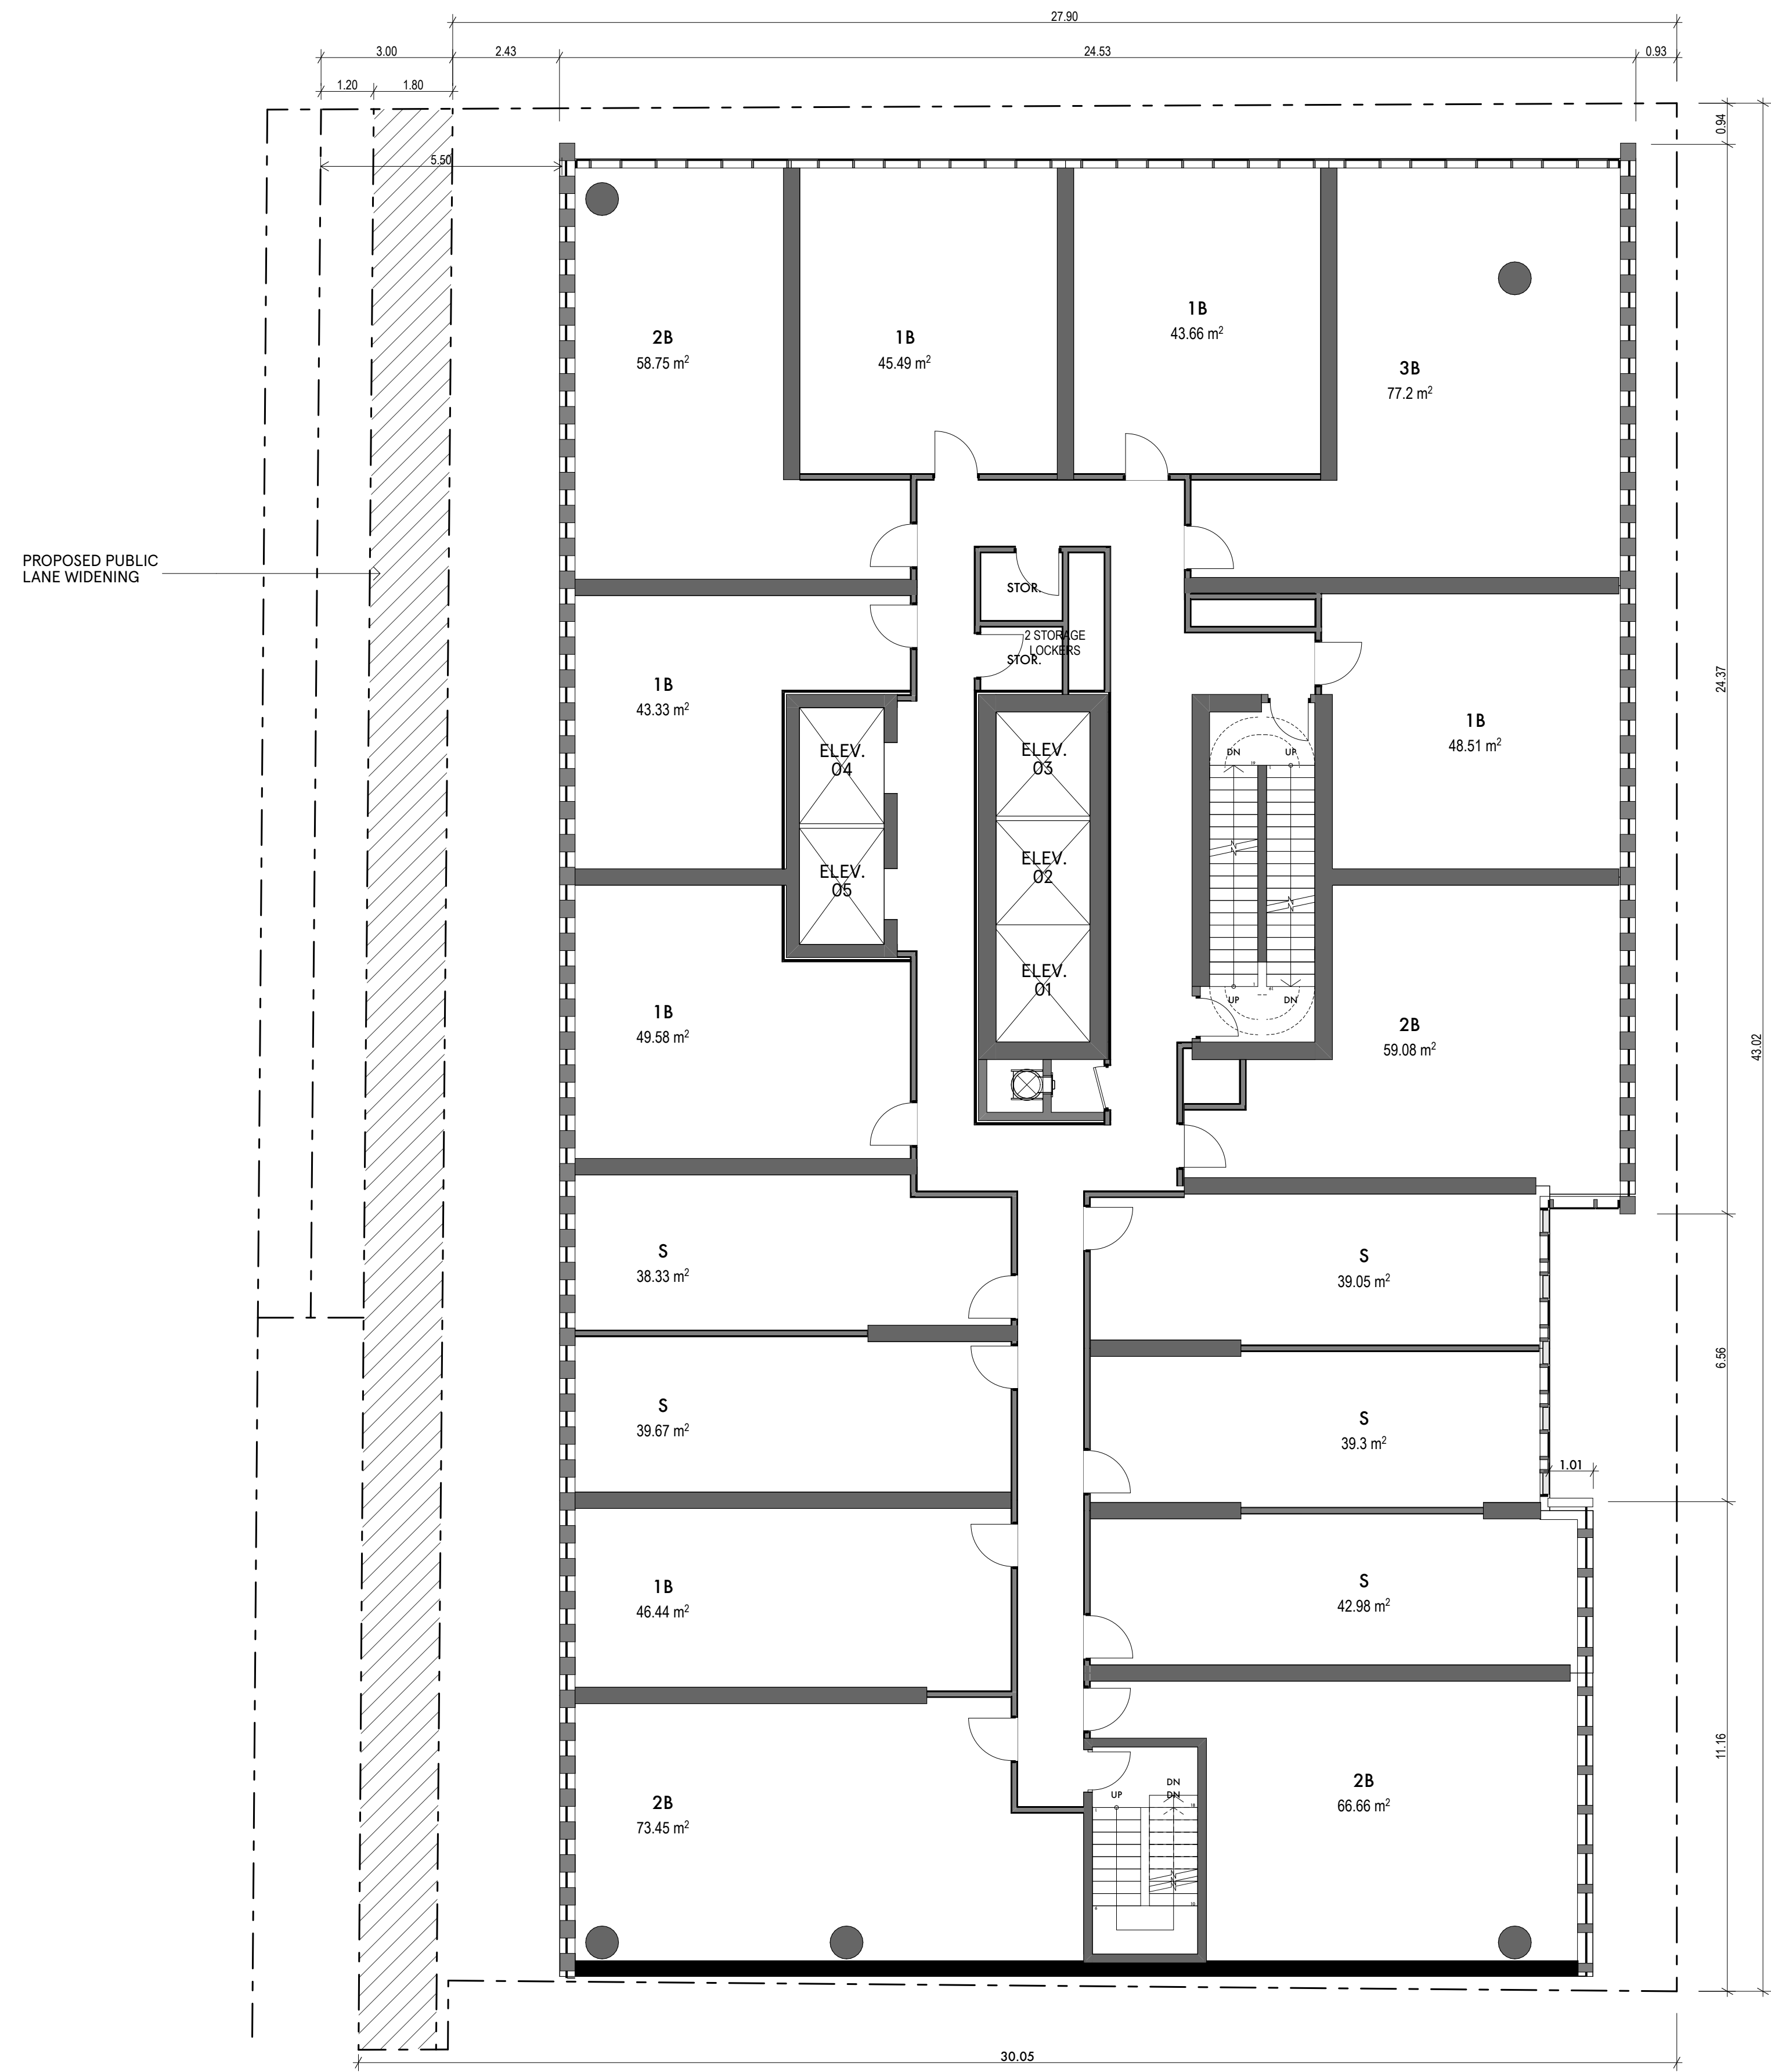 27.90
3.00
2.43
24.53
0.93
1.20
1.80
0.94
5.50
2B
58.75 m²
1B
45.49 m²
1B
43.66 m²
3B
77.2 m²
PROPOSED PUBLIC
LANE WIDENING
STOR.
2 STORAGE
LOCKERS
STOR.
24.37
1B
43.33 m²
ELEV.
04
ELEV.
03
DN
UP
1B
48.51 m²
ELEV.
05
ELEV.
02
ELEV.
01
UP
DN
1B
49.58 m²
2B
59.08 m²
43.02
S
38.33 m²
S
39.05 m²
6.56
S
39.67 m²
S
39.3 m²
1.01
1B
46.44 m²
S
42.98 m²
11.16
2B
73.45 m²
UP
DN
DN
2B
66.66 m²
30.05